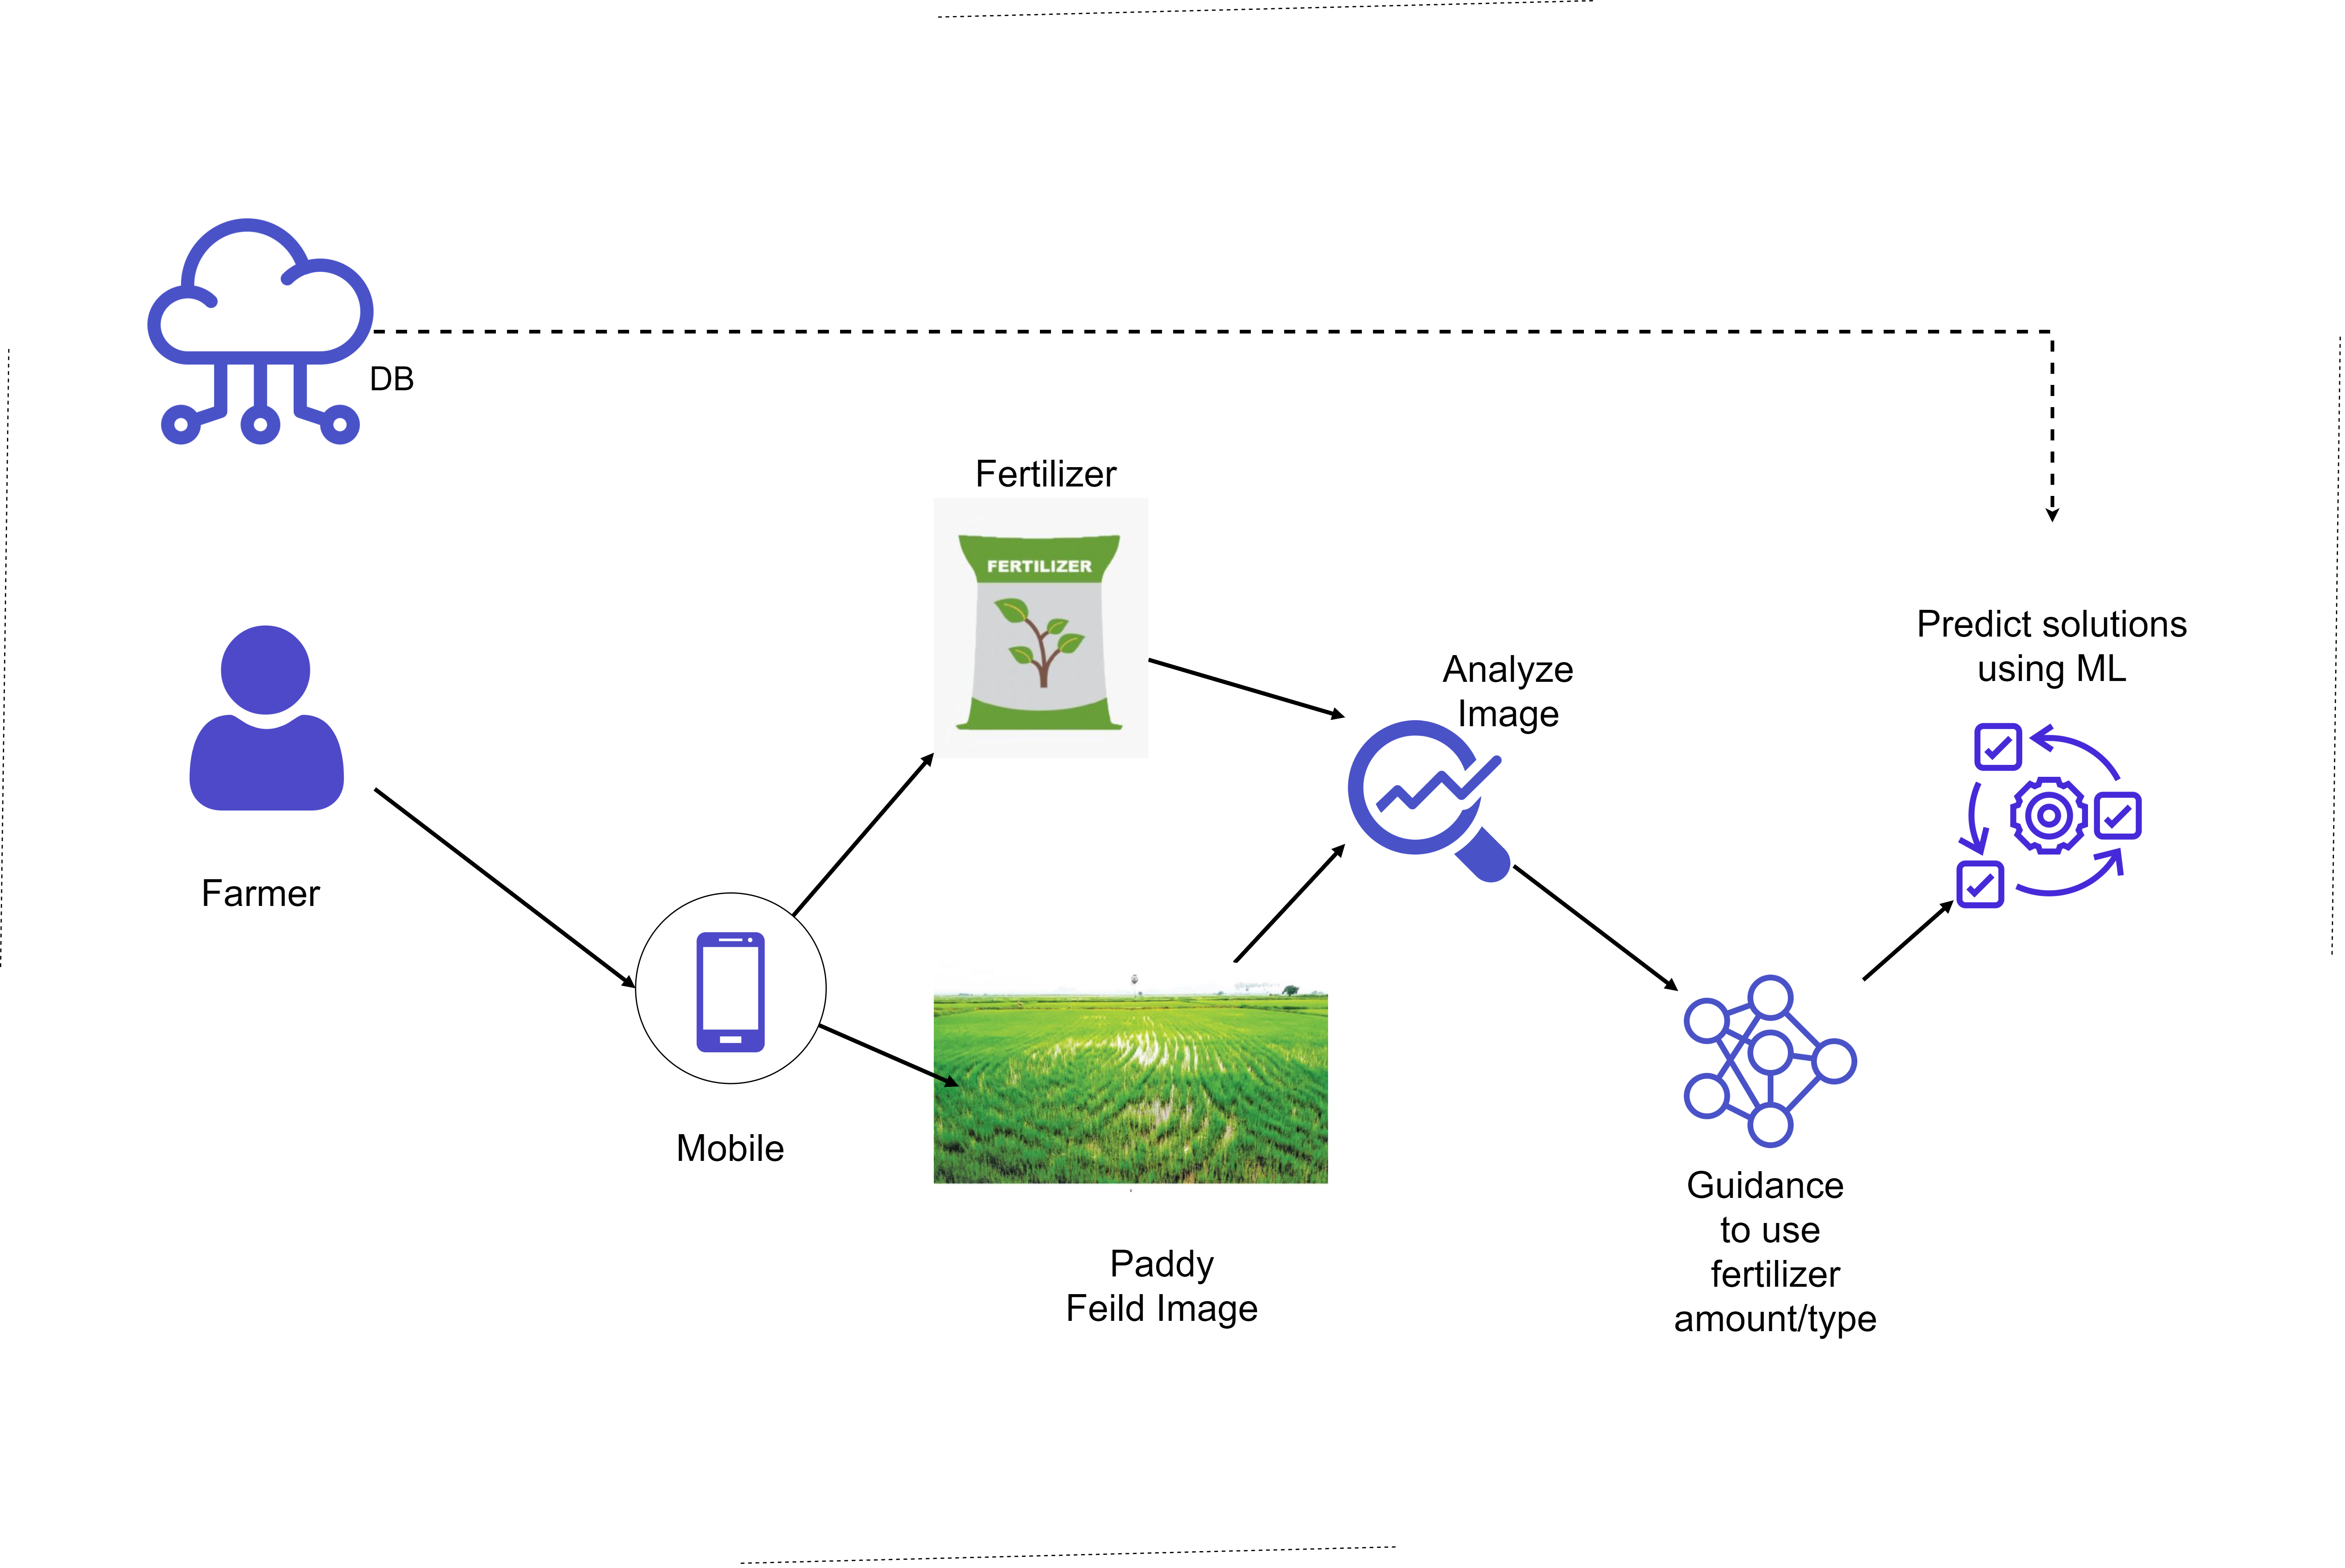 DB
Fertilizer
FERTILIZER
Predict solutions
using ML
Analyze
Image
Farmer
Mobile
Guidance
to use
fertilizer
amount/type
Paddy
Feild Image